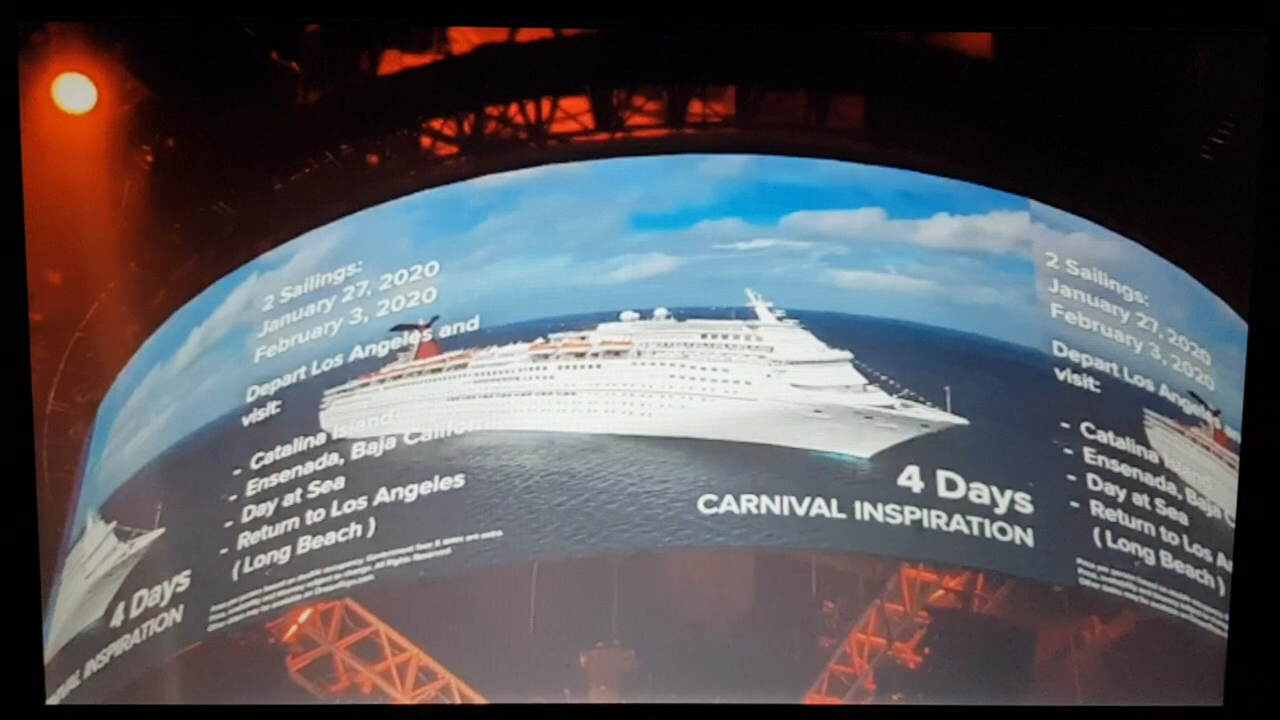 2 Sailings:
January 27, 2020
February 3, 2020
Depart Los Angeles and
visit:
- Catalina Island
- Ensenada, Baja Californ
- Day at Sea
- Return to Los Angeles
( Long Beach )
4 Days
CARNIVAL INSPIRATION
2 Sailings:
January 27, 2020
February 3, 2020
Depart Los Angeles
visit:
- Catalina Island
- Ensenada, Baja C
- Day at Sea
- Return to Los A
( Long Beach )
4 Days
INSPIRATION